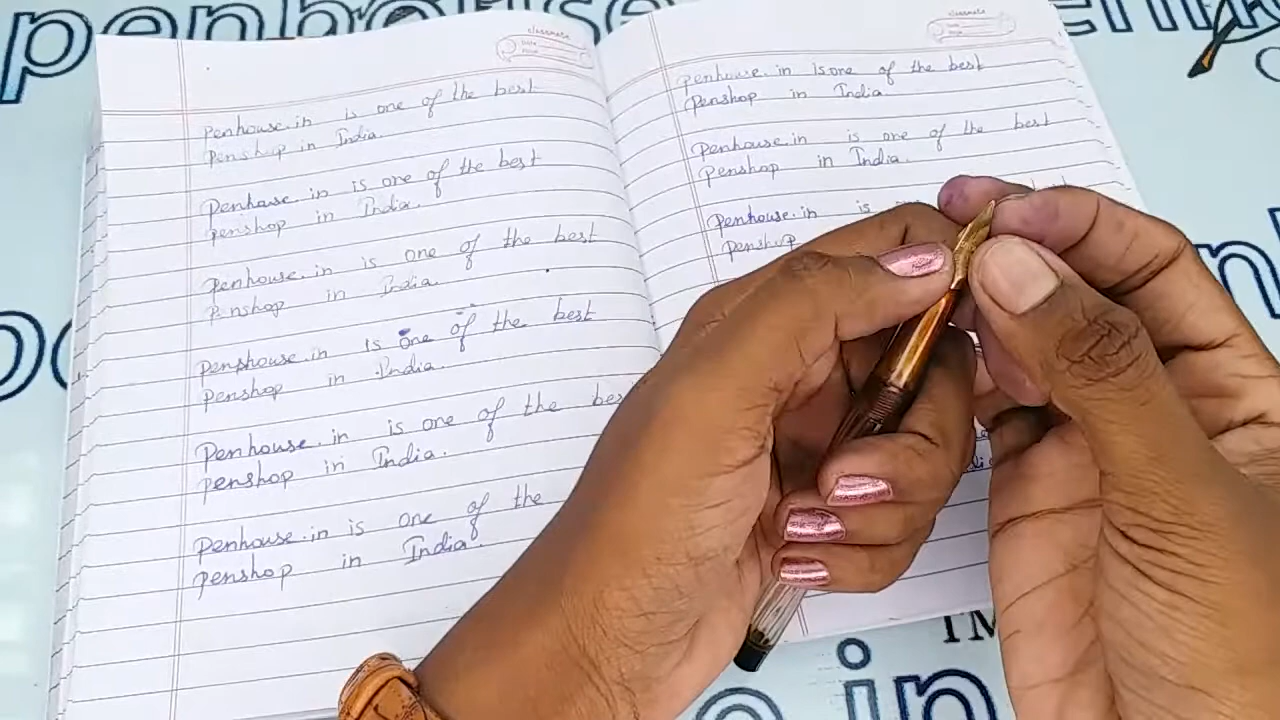 penhouse
classmate
Date
Page
Penhouse.in is one of the best
Penshop in India.
Penhouse.in is one of the best
penshop in India.
Penhouse.in is one of the best
Penshop in India.
Penshouse.in is one of the best
penshop in India.
Penhouse.in is one of the bes
penshop in India.
Penhouse.in is one of the
penshop in India.
classmate
penhouse.in is one of the best
penshop in India
Penhouse.in is one of the best
penshop in India.
Penhouse.in is
penshop
in